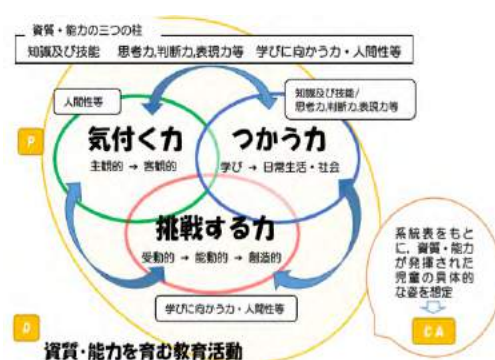 資質・能力の三つの柱
知識及び技能　思考力,判断力,表現力等　学びに向かう力・人間性等
人間性等
知識及び技能/
思考力,判断力,表現力等
気付く力
主観的 → 客観的
つかう力
学び → 日常生活・社会
P
挑戦する力
受動的 → 能動的 → 創造的
学びに向かう力・人間性等
系統表をもと
に、資質・能力
が発揮された
児童の具体的
な姿を想定
CA
D
資質・能力を育む教育活動